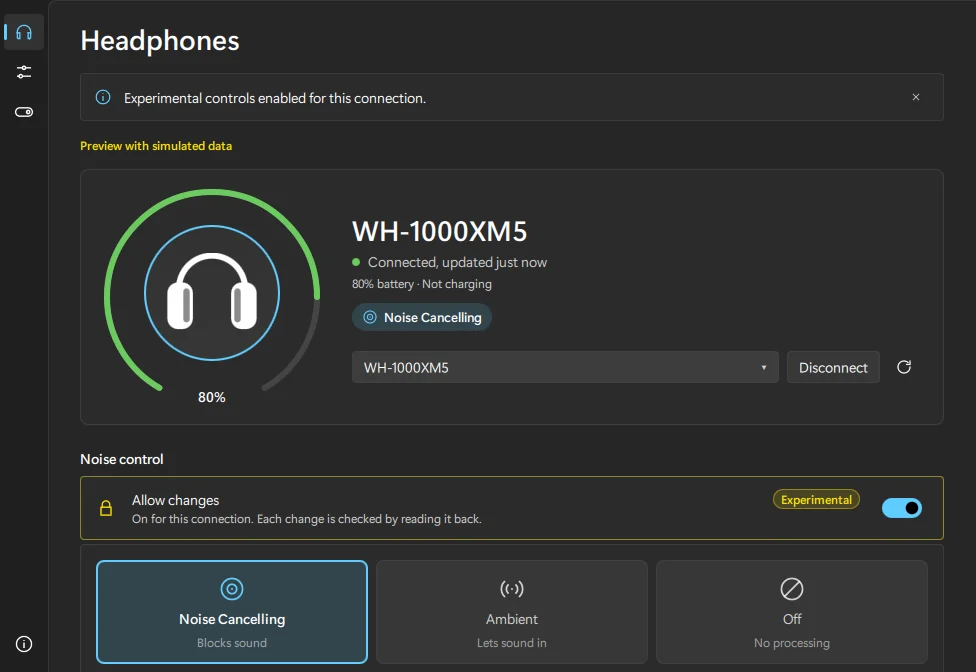 Headphones
Experimental controls enabled for this connection.
Preview with simulated data
WH-1000XM5
Connected, updated just now
80% battery · Not charging
Noise Cancelling
WH-1000XM5
Disconnect
80%
Noise control
Allow changes
On for this connection. Each change is checked by reading it back.
Experimental
Noise Cancelling
Blocks sound
Ambient
Lets sound in
Off
No processing